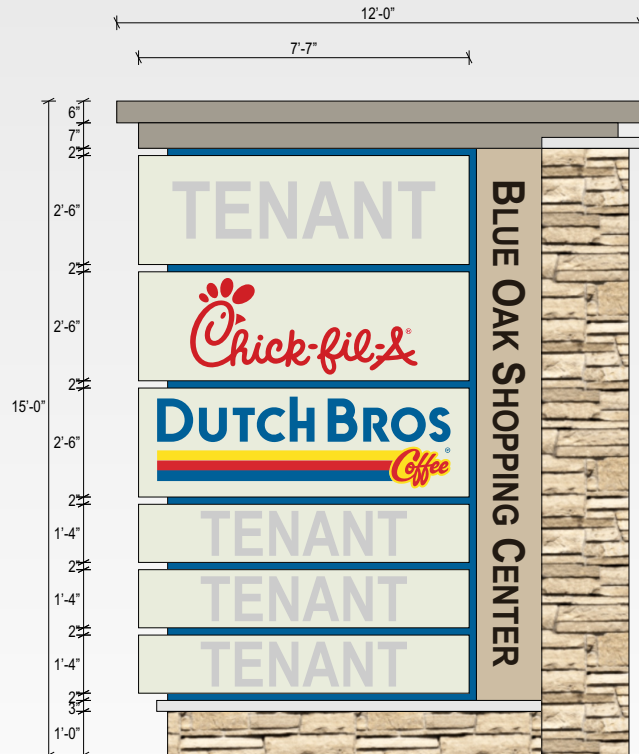 12'-0"
7'-7"
6"
7"
2"
2'-6"
TENANT
2"
2'-6"
Chick-fil-A®
2"
15'-0"
2'-6"
DUTCH BROS
Coffee®
2"
1'-4"
TENANT
2"
1'-4"
TENANT
2"
1'-4"
TENANT
2"
3"
1'-0"
BLUE OAK SHOPPING CENTER